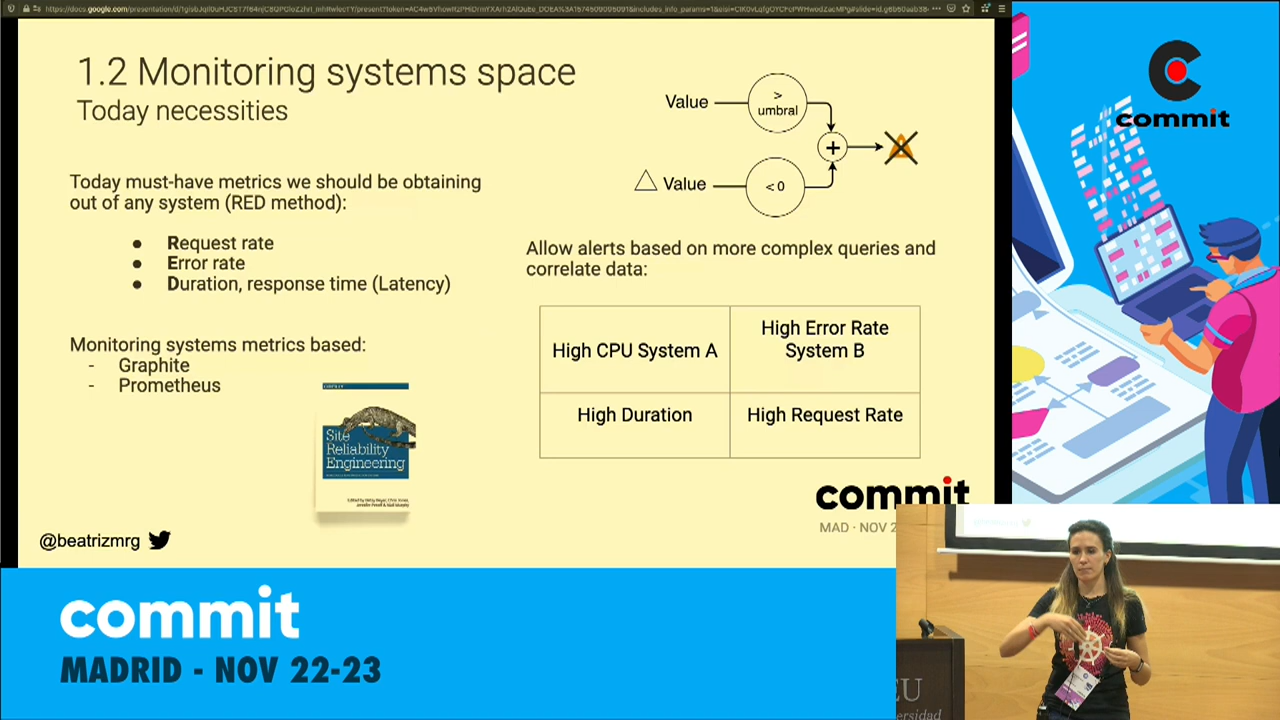 1.2 Monitoring systems space
Today necessities
Value
>
umbral
+
△ Value
< 0
Today must-have metrics we should be obtaining
out of any system (RED method):
● Request rate
● Error rate
● Duration, response time (Latency)
Monitoring systems metrics based:
- Graphite
- Prometheus
Site
Reliability
Engineering
Allow alerts based on more complex queries and
correlate data:
High CPU System A
High Error Rate
System B
High Duration
High Request Rate
commit
MAD · NOV 2
@beatrizmrg
commit
commit
MADRID - NOV 22-23